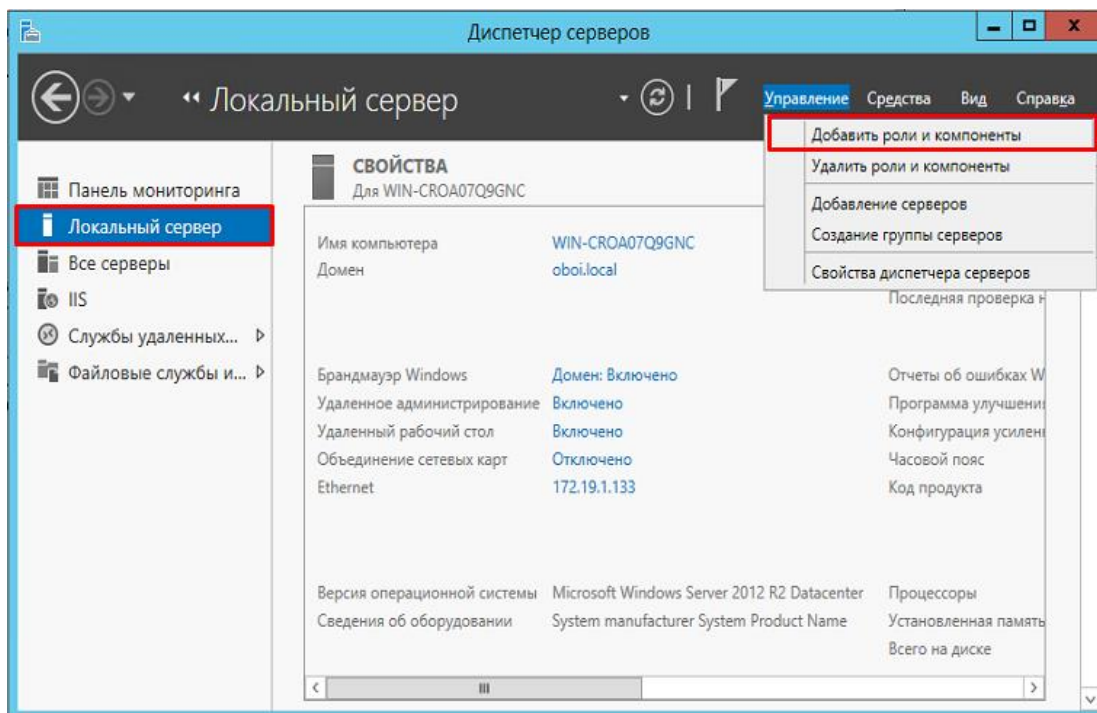 Диспетчер серверов
Локальный сервер
Управление Средства Вид Справка
Добавить роли и компоненты
Удалить роли и компоненты
Добавление серверов
Создание группы серверов
Свойства диспетчера серверов
Панель мониторинга
Локальный сервер
Все серверы
IIS
Службы удаленных...
Файловые службы и...
СВОЙСТВА
Для WIN-CROA07Q9GNC
Имя компьютера WIN-CROA07Q9GNC
Домен oboi.local
Последняя проверка н
Брандмауэр Windows Домен: Включено Отчеты об ошибках W
Удаленное администрирование Включено Программа улучшени
Удаленный рабочий стол Включено Конфигурация усилен
Объединение сетевых карт Отключено Часовой пояс
Ethernet 172.19.1.133 Код продукта
Версия операционной системы Microsoft Windows Server 2012 R2 Datacenter Процессоры
Сведения об оборудовании System manufacturer System Product Name Установленная память
Всего на диске